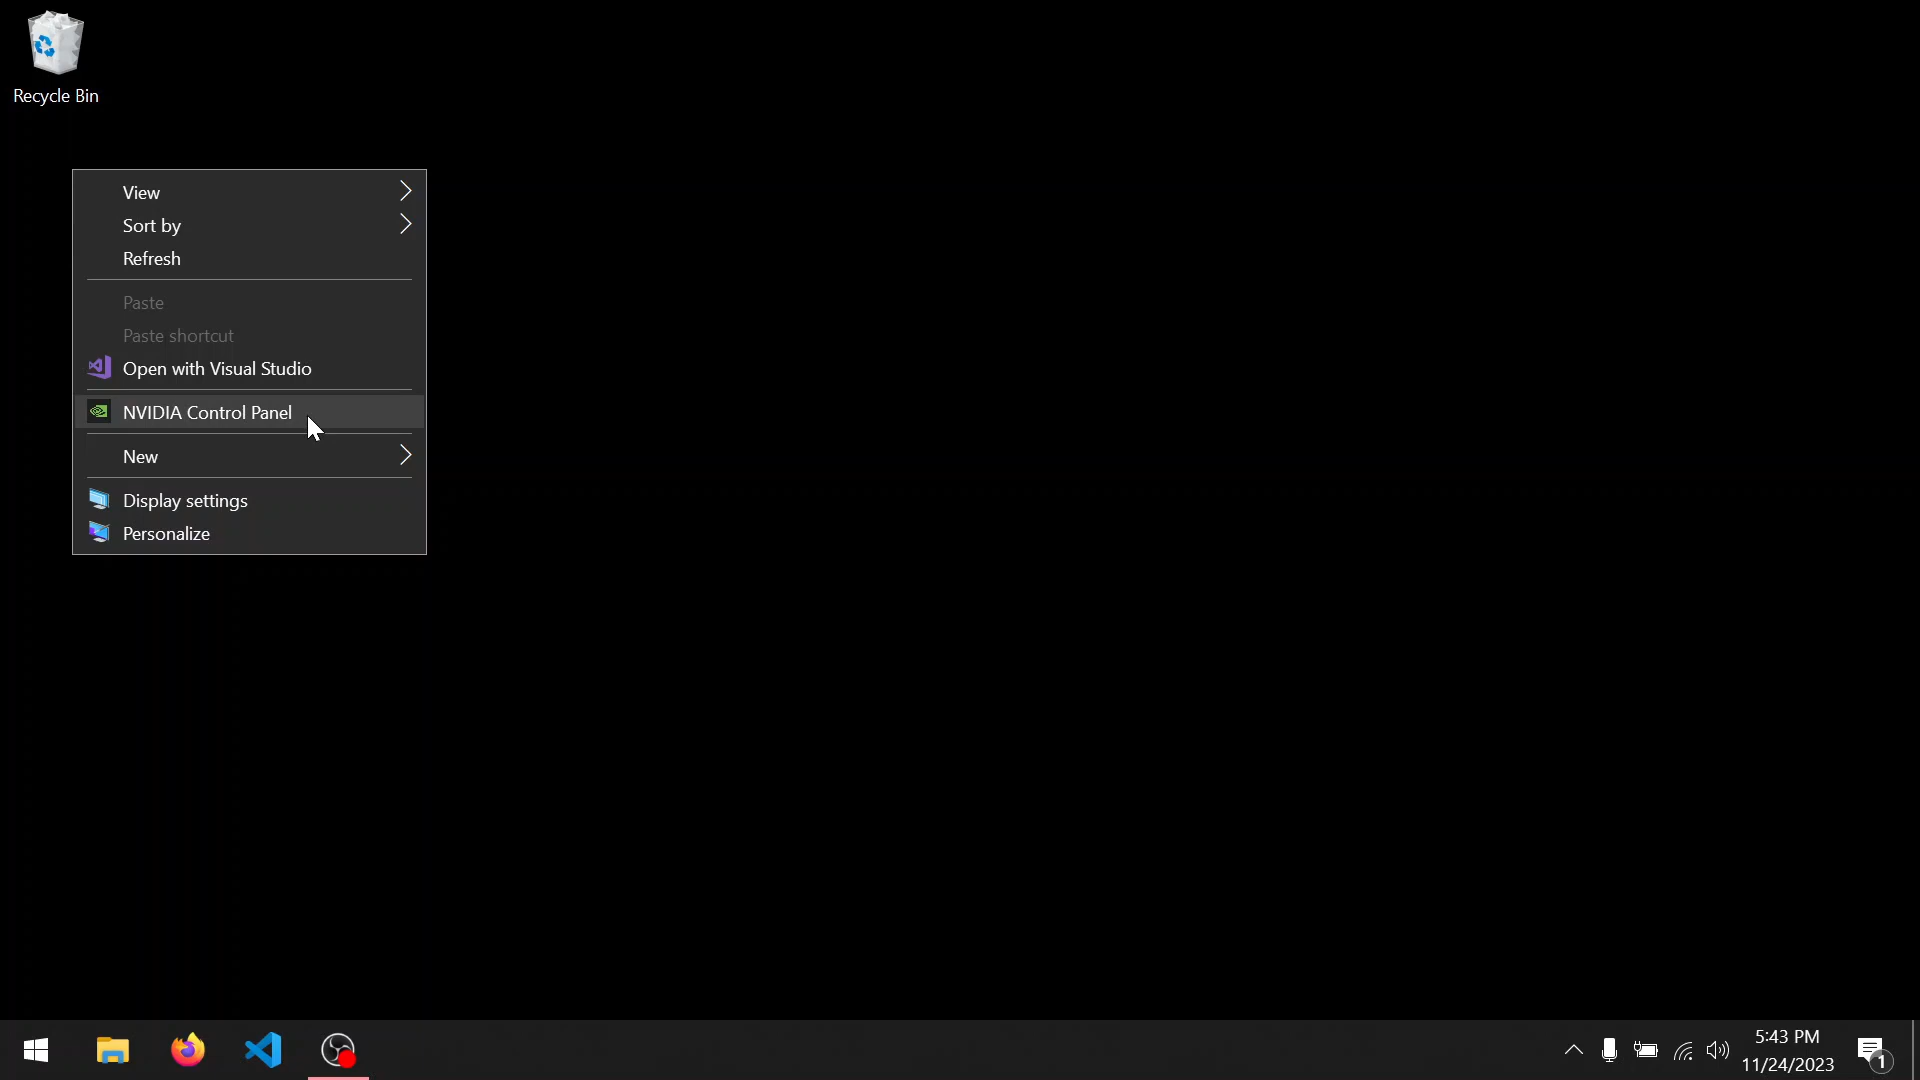 Recycle Bin
View
Sort by
Refresh
Paste
Paste shortcut
Open with Visual Studio
NVIDIA Control Panel
New
Display settings
Personalize
5:43 PM
11/24/2023
1